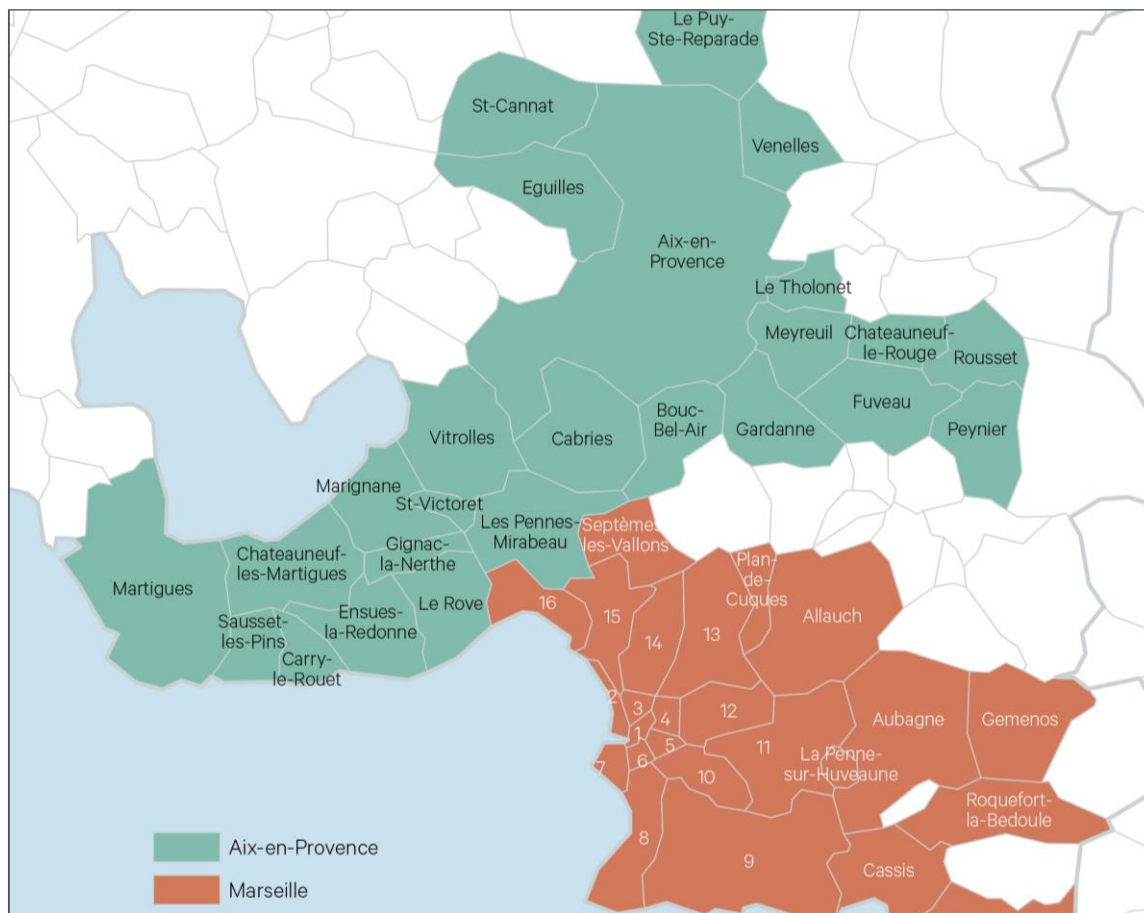 Le Puy-
Ste-Reparade
St-Cannat
Venelles
Eguilles
Aix-en-
Provence
Le Tholonet
Meyreuil
Chateauneuf-
le-Rouge
Rousset
Fuveau
Peynier
Bouc-
Bel-Air
Gardanne
Vitrolles
Cabries
Marignane
St-Victoret
Les Pennes-
Mirabeau
Septèmes-
les-Vallons
Gignac-
la-Nerthe
Chateauneuf-
les-Martigues
Martigues
Ensues-
la-Redonne
Le Rove
Sausset-
les-Pins
Carry-
le-Rouet
Plan-
de-
Cuques
Allauch
16
15
14
13
2
3
4
12
1
5
11
6
7
10
8
9
La Penne-
sur-Huveaune
Aubagne
Gemenos
Roquefort-
la-Bedoule
Cassis
Aix-en-Provence
Marseille